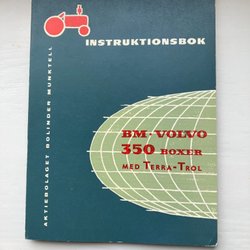 INSTRUKTIONSBOK
BM·VOLVO
350 BOXER
MED TERRA-TROL
AKTIEBOLAGET BOLINDER MUNKTELL